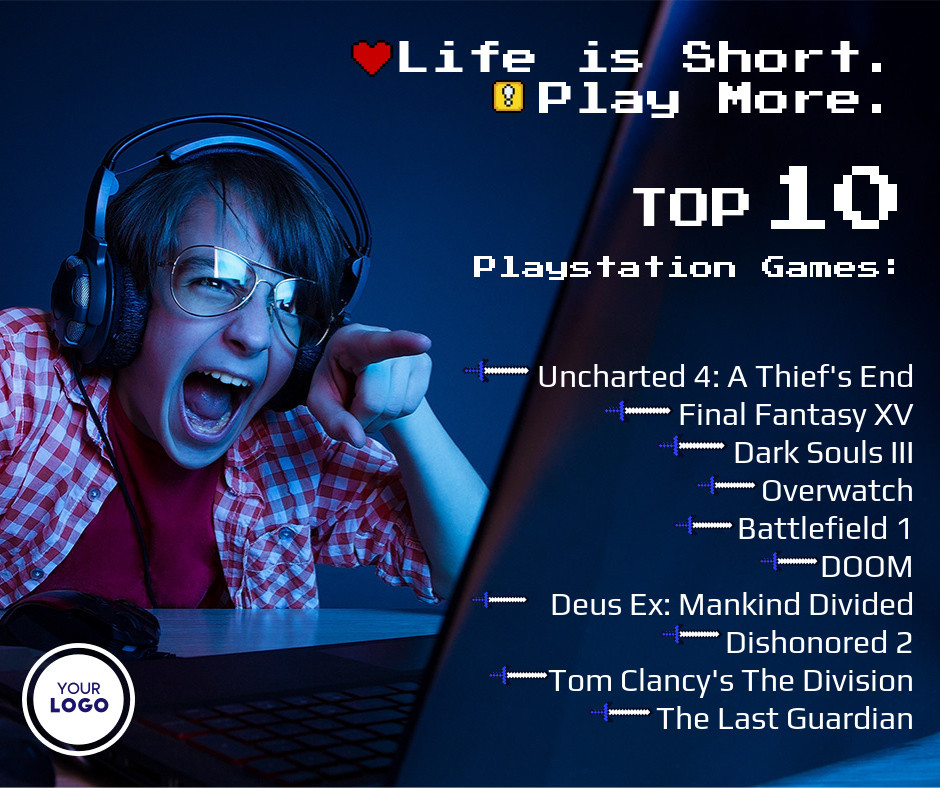 Life is Short.
Play More.
TOP 10
Playstation Games:
Uncharted 4: A Thief's End
Final Fantasy XV
Dark Souls III
Overwatch
Battlefield 1
DOOM
Deus Ex: Mankind Divided
Dishonored 2
Tom Clancy's The Division
The Last Guardian
YOUR
LOGO